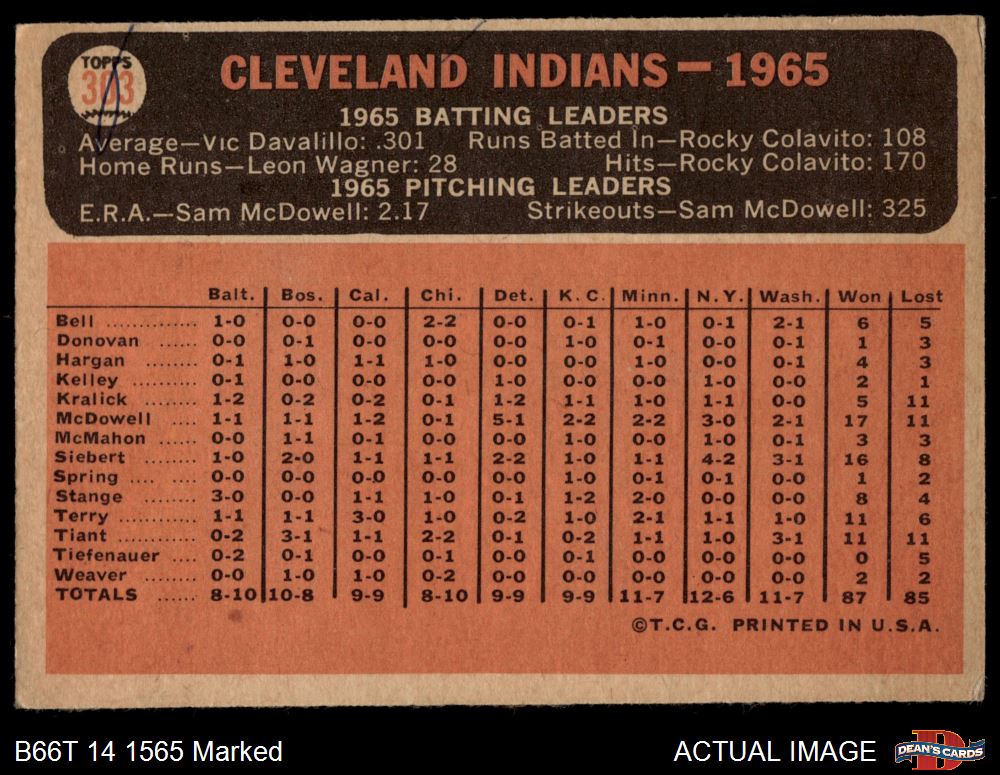 TOPPS
303
CLEVELAND INDIANS—1965
1965 BATTING LEADERS
Average—Vic Davalillo: .301 Runs Batted In—Rocky Colavito: 108
Home Runs—Leon Wagner: 28 Hits—Rocky Colavito: 170
1965 PITCHING LEADERS
E.R.A.—Sam McDowell: 2.17 Strikeouts—Sam McDowell: 325
Balt. Bos. Cal. Chi. Det. K.C. Minn. N.Y. Wash. Won Lost
Bell .............. 1-0 0-0 0-0 2-2 0-0 0-1 1-0 0-1 2-1 6 5
Donovan ...... 0-0 0-1 0-0 0-0 0-0 1-0 0-1 0-0 0-1 1 3
Hargan ........ 0-1 1-0 1-1 1-0 0-0 0-0 0-0 1-0 0-1 4 3
Kelley .......... 0-1 0-0 0-0 0-0 1-0 0-0 0-0 1-0 0-0 2 1
Kralick ........ 1-2 0-2 0-2 0-1 1-2 1-1 1-0 1-1 0-0 5 11
McDowell .... 1-1 1-1 1-2 0-1 5-1 2-2 2-2 3-0 2-1 17 11
McMahon ...... 0-0 1-1 0-1 0-0 0-0 1-0 0-0 1-0 0-1 3 3
Siebert ........ 1-0 2-0 1-1 1-1 2-2 1-0 1-1 4-2 3-1 16 8
Spring .... .... 0-0 0-0 0-0 0-0 0-0 1-0 0-1 0-1 0-0 1 2
Stange ........ 3-0 0-0 1-1 1-0 0-1 1-2 2-0 0-0 0-0 8 4
Terry ............ 1-1 1-1 3-0 1-0 0-2 1-0 2-1 1-1 1-0 11 6
Tiant ............ 0-2 3-1 1-1 2-2 0-1 0-2 1-1 1-0 3-1 11 11
Tiefenauer .... 0-2 0-1 0-0 0-1 0-0 0-1 0-0 0-0 0-0 0 5
Weaver ........ 0-0 1-0 1-0 0-2 0-0 0-0 0-0 0-0 0-0 2 2
TOTALS ...... 8-10 10-8 9-9 8-10 9-9 9-9 11-7 12-6 11-7 87 85
©T.C.G. PRINTED IN U.S.A.
B66T 14 1565 Marked ACTUAL IMAGE
DEAN'S CARDS